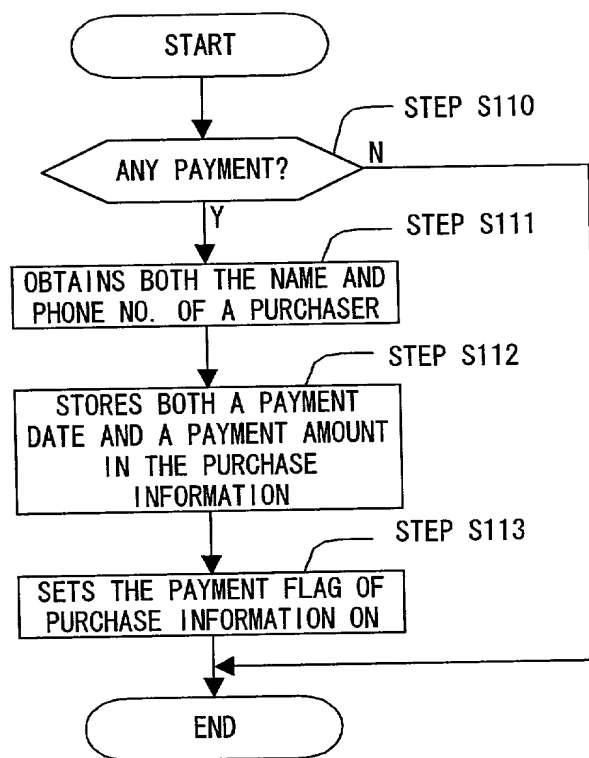 START
STEP S110
ANY PAYMENT?
N
Y
STEP S111
OBTAINS BOTH THE NAME AND
PHONE NO. OF A PURCHASER
STEP S112
STORES BOTH A PAYMENT
DATE AND A PAYMENT AMOUNT
IN THE PURCHASE
INFORMATION
STEP S113
SETS THE PAYMENT FLAG OF
PURCHASE INFORMATION ON
END